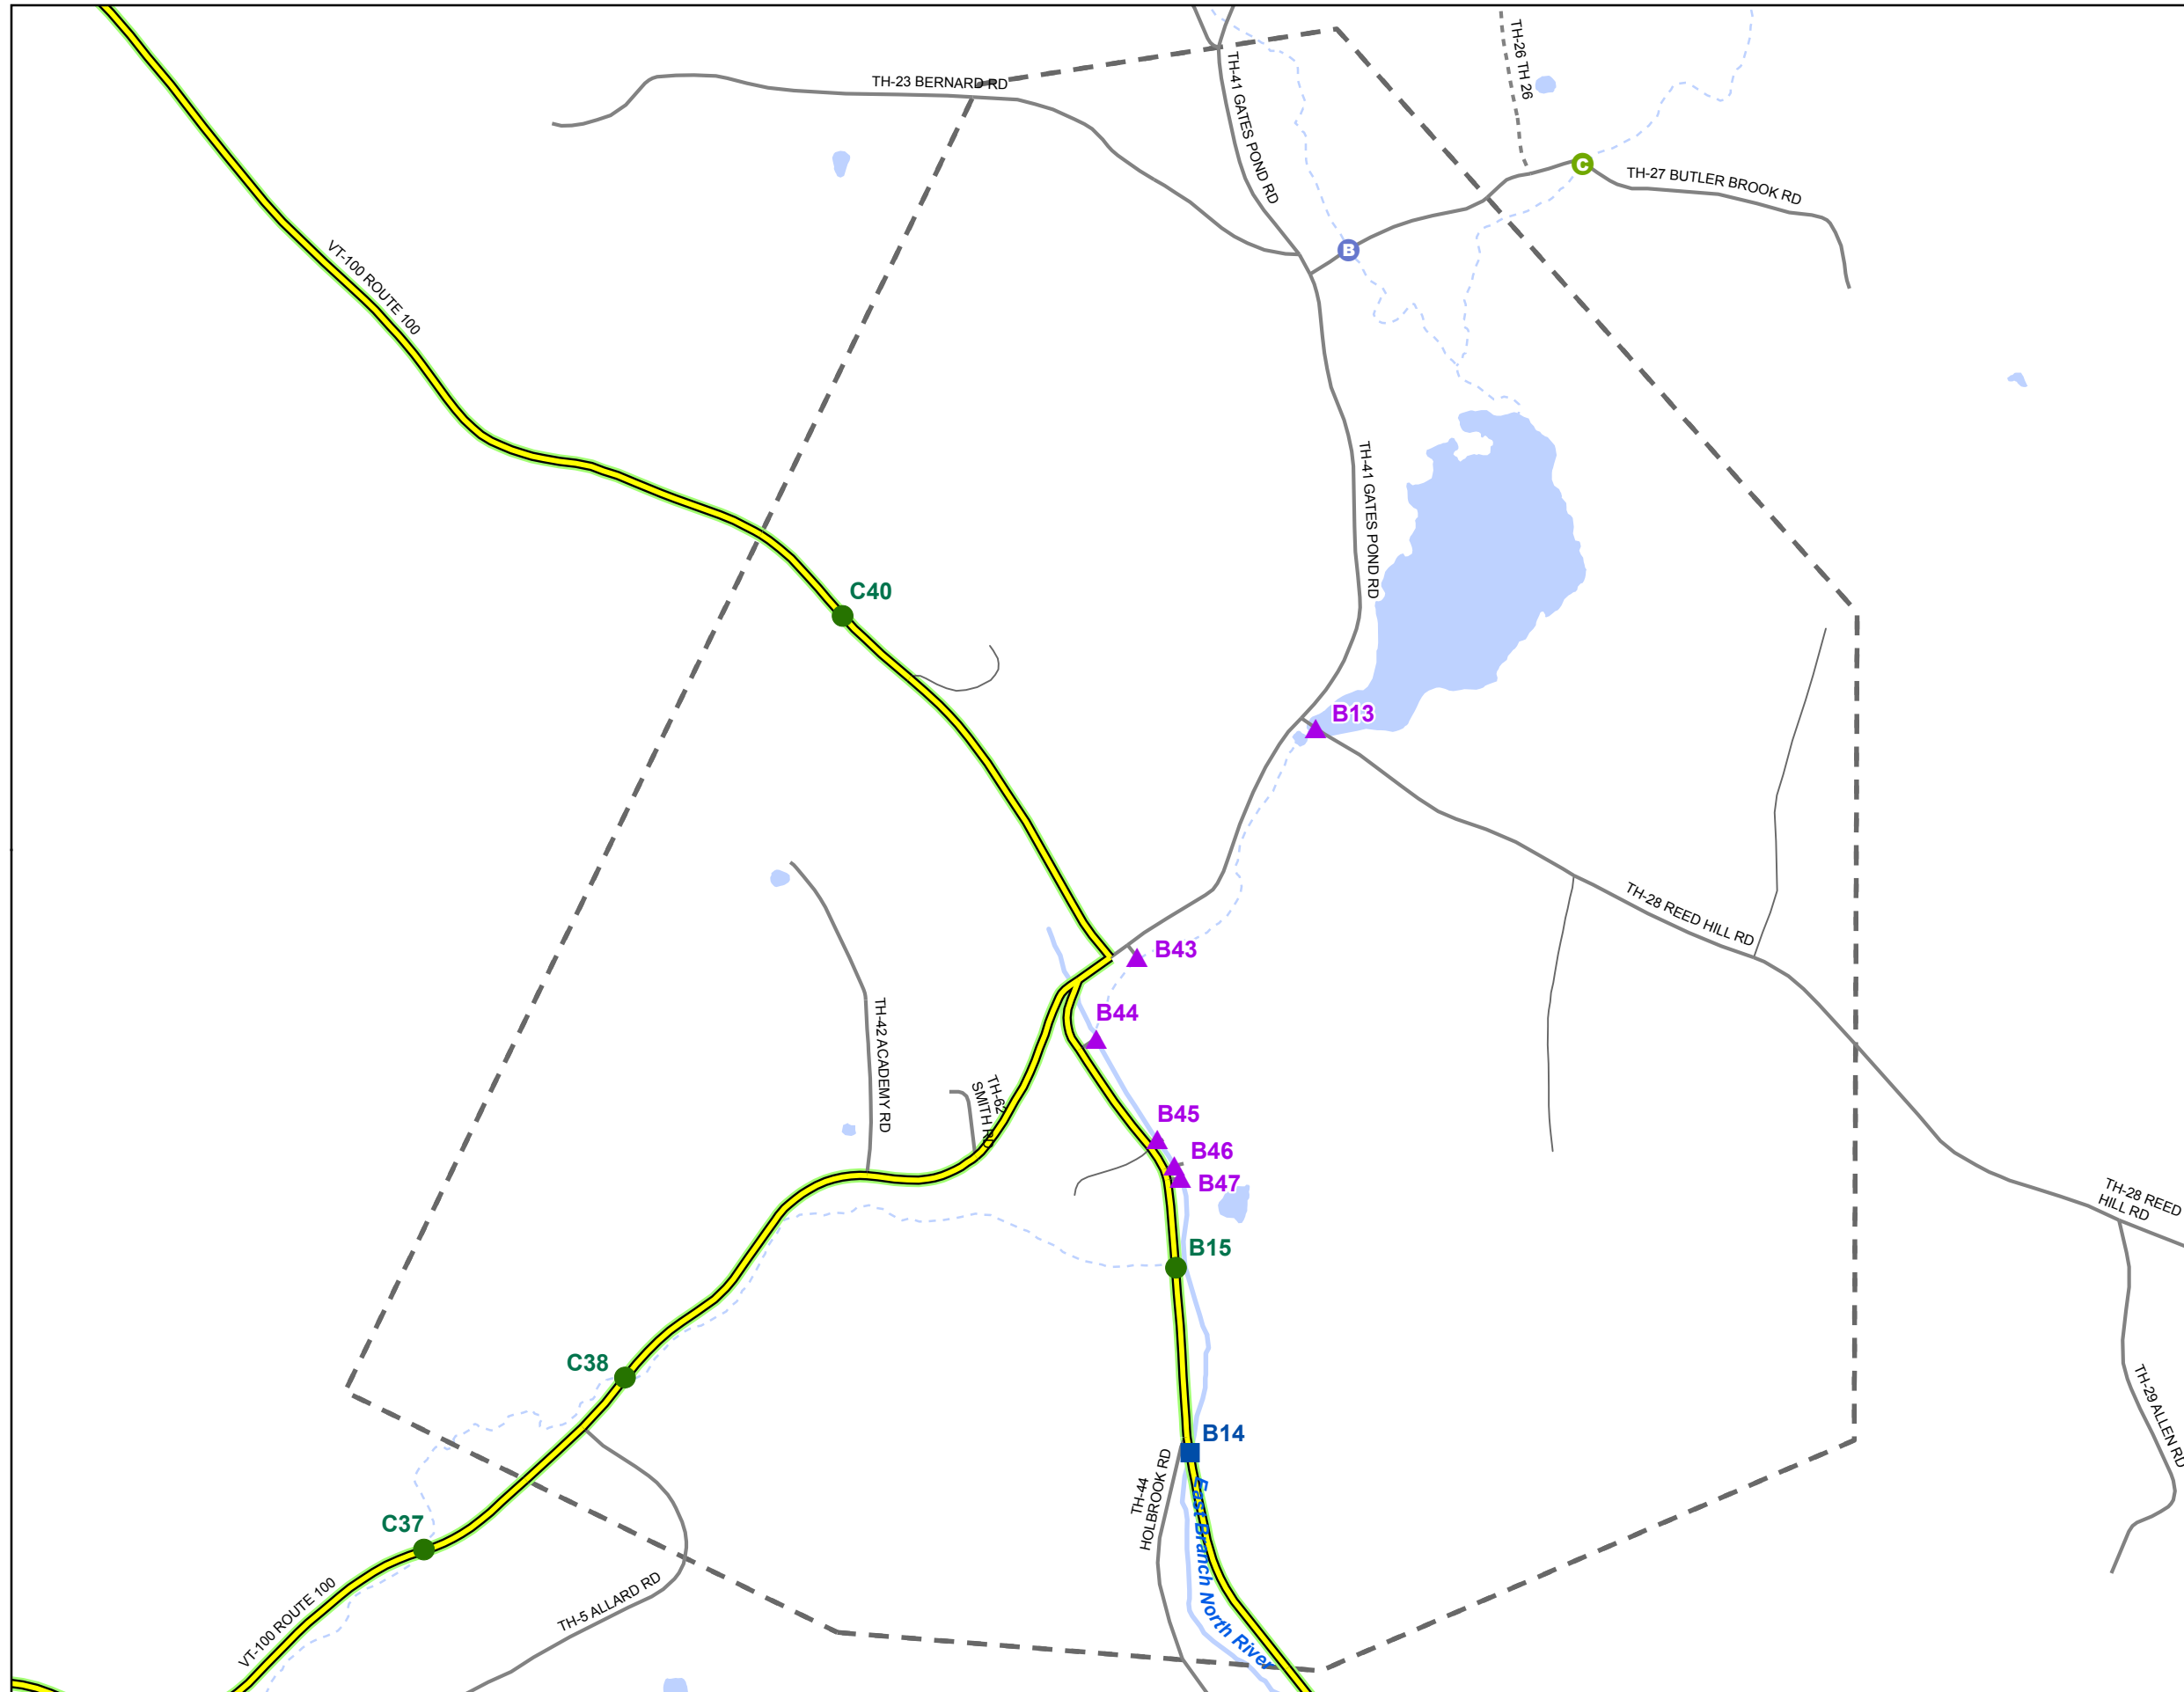 TH-26 TH 26
TH-23 BERNARD RD
TH-41 GATES POND RD
C
TH-27 BUTLER BROOK RD
B
VT-100 ROUTE 100
TH-41 GATES POND RD
C40
B13
TH-28 REED HILL RD
B43
B44
TH-42 ACADEMY RD
TH-62
SMITH RD
B45
B46
B47
TH-28 REED
HILL RD
B15
C38
TH-29 ALLEN RD
B14
TH-44
HOLBROOK RD
East Branch North River
C37
VT-100 ROUTE 100
TH-5 ALLARD RD